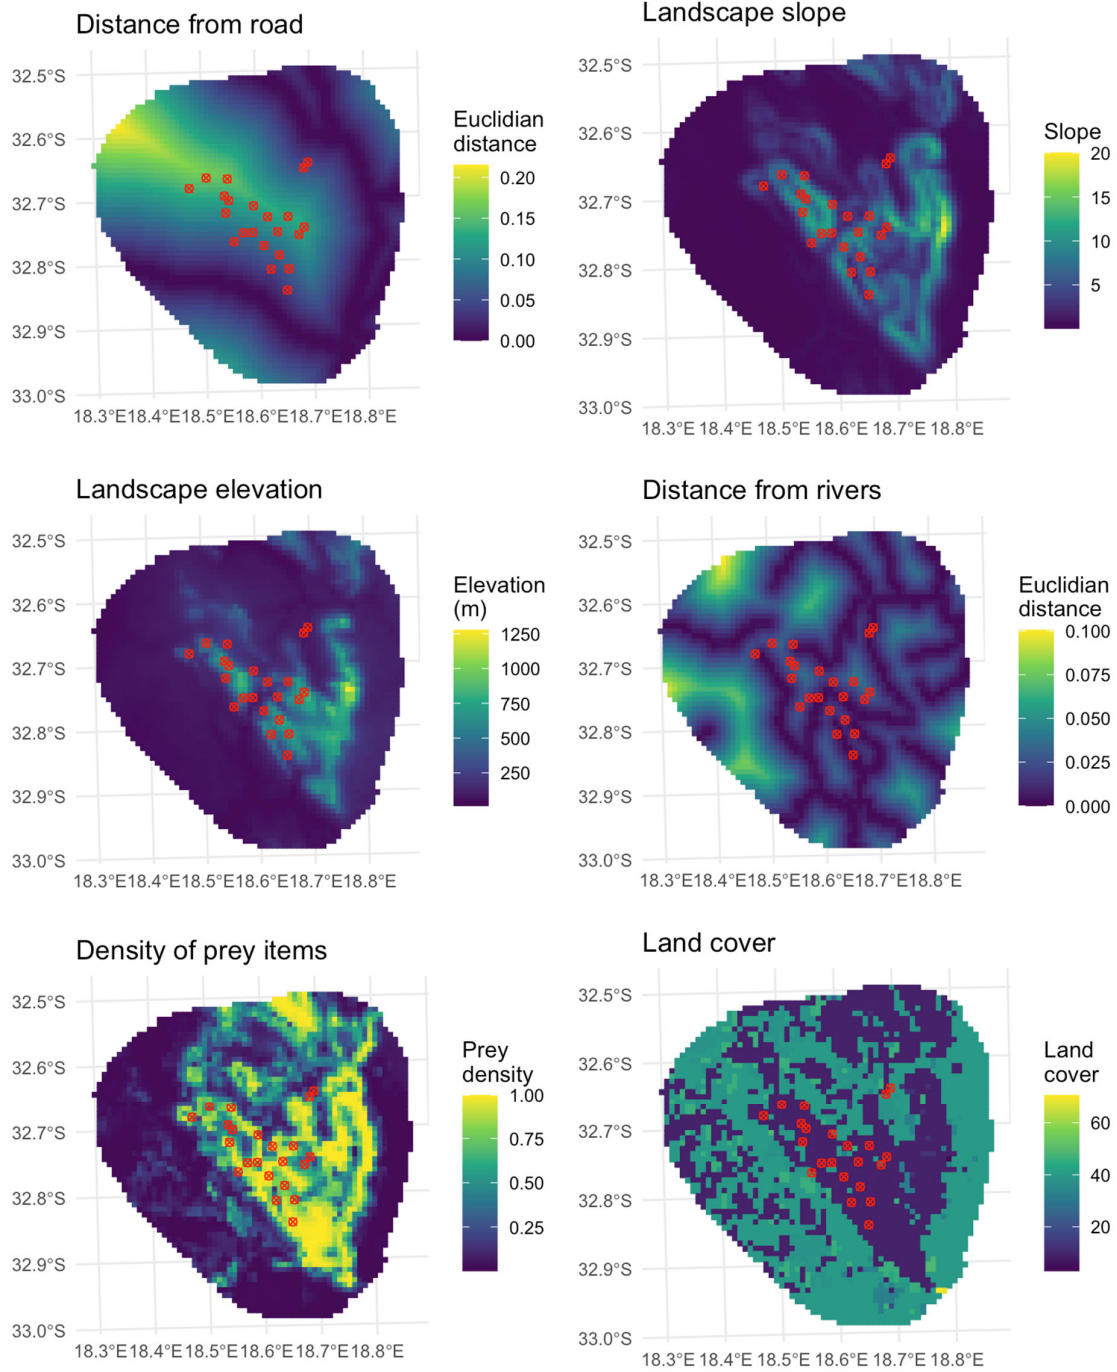 Distance from road
32.5°S
32.6°S
32.7°S
32.8°S
32.9°S
33.0°S
18.3°E18.4°E18.5°E18.6°E18.7°E18.8°E
Euclidian
distance
0.20
0.15
0.10
0.05
0.00
Landscape slope
32.5°S
32.6°S
32.7°S
32.8°S
32.9°S
33.0°S
18.3°E 18.4°E 18.5°E 18.6°E 18.7°E 18.8°E
Slope
20
15
10
5
Landscape elevation
32.5°S
32.6°S
32.7°S
32.8°S
32.9°S
33.0°S
18.3°E18.4°E18.5°E18.6°E18.7°E18.8°E
Elevation
(m)
1250
1000
750
500
250
Distance from rivers
32.5°S
32.6°S
32.7°S
32.8°S
32.9°S
33.0°S
18.3°E18.4°E18.5°E18.6°E18.7°E18.8°E
Euclidian
distance
0.100
0.075
0.050
0.025
0.000
Density of prey items
32.5°S
32.6°S
32.7°S
32.8°S
32.9°S
33.0°S
18.3°E18.4°E18.5°E18.6°E18.7°E18.8°E
Prey
density
1.00
0.75
0.50
0.25
Land cover
32.5°S
32.6°S
32.7°S
32.8°S
32.9°S
33.0°S
18.3°E 18.4°E 18.5°E 18.6°E 18.7°E 18.8°E
Land
cover
60
40
20